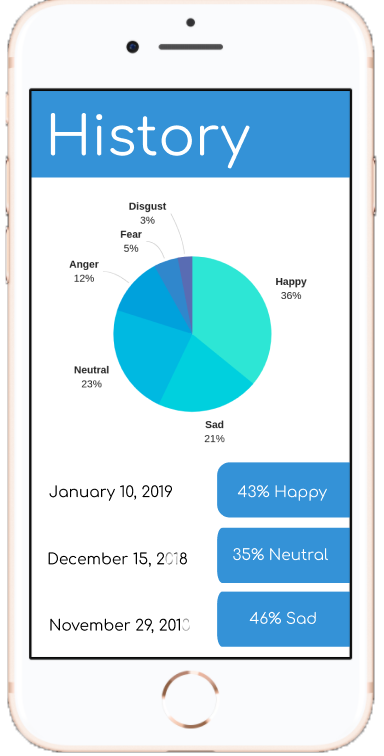 History
Disgust
3%
Fear
5%
Anger
12%
Happy
36%
Neutral
23%
Sad
21%
January 10, 2019
43% Happy
December 15, 2018
35% Neutral
November 29,
46% Sad